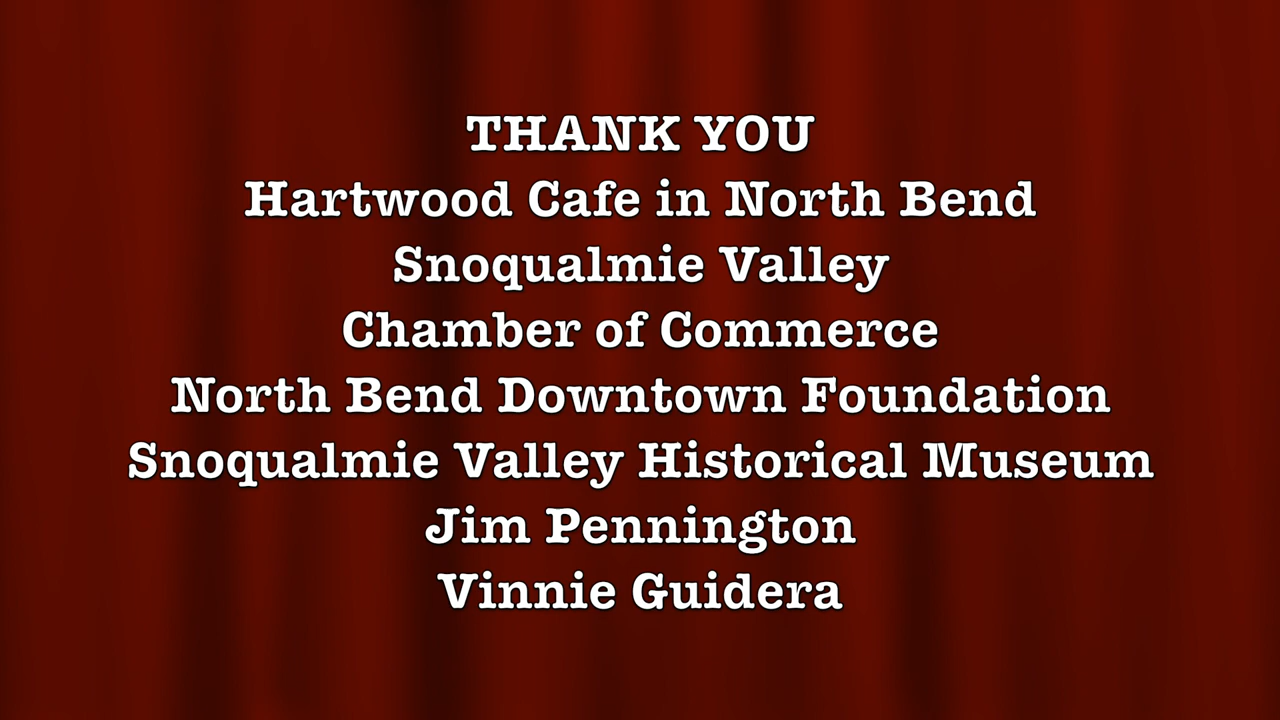 THANK YOU
Hartwood Cafe in North Bend
Snoqualmie Valley
Chamber of Commerce
North Bend Downtown Foundation
Snoqualmie Valley Historical Museum
Jim Pennington
Vinnie Guidera